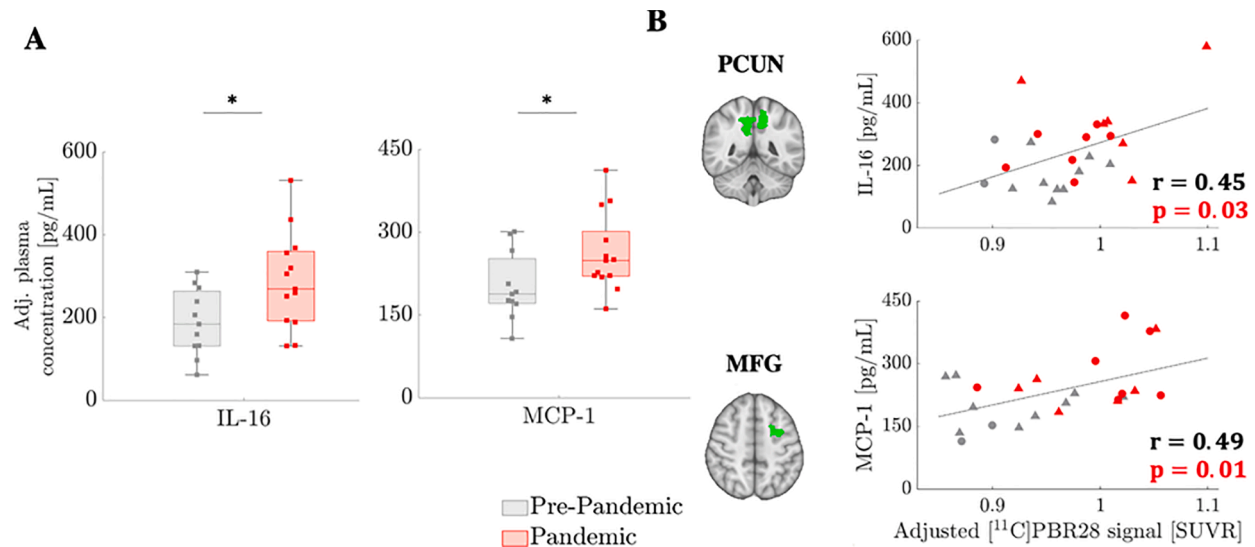 A
*
*
Adj. plasma
concentration [pg/mL]
600
400
200
0
IL-16
450
300
150
0
MCP-1
Pre-Pandemic
Pandemic
B
PCUN
IL-16 [pg/mL]
600
400
200
0
0.9
1
1.1
r = 0.45
p = 0.03
MFG
MCP-1 [pg/mL]
450
300
150
0
0.9
1
1.1
r = 0.49
p = 0.01
Adjusted [¹¹C]PBR28 signal [SUVR]